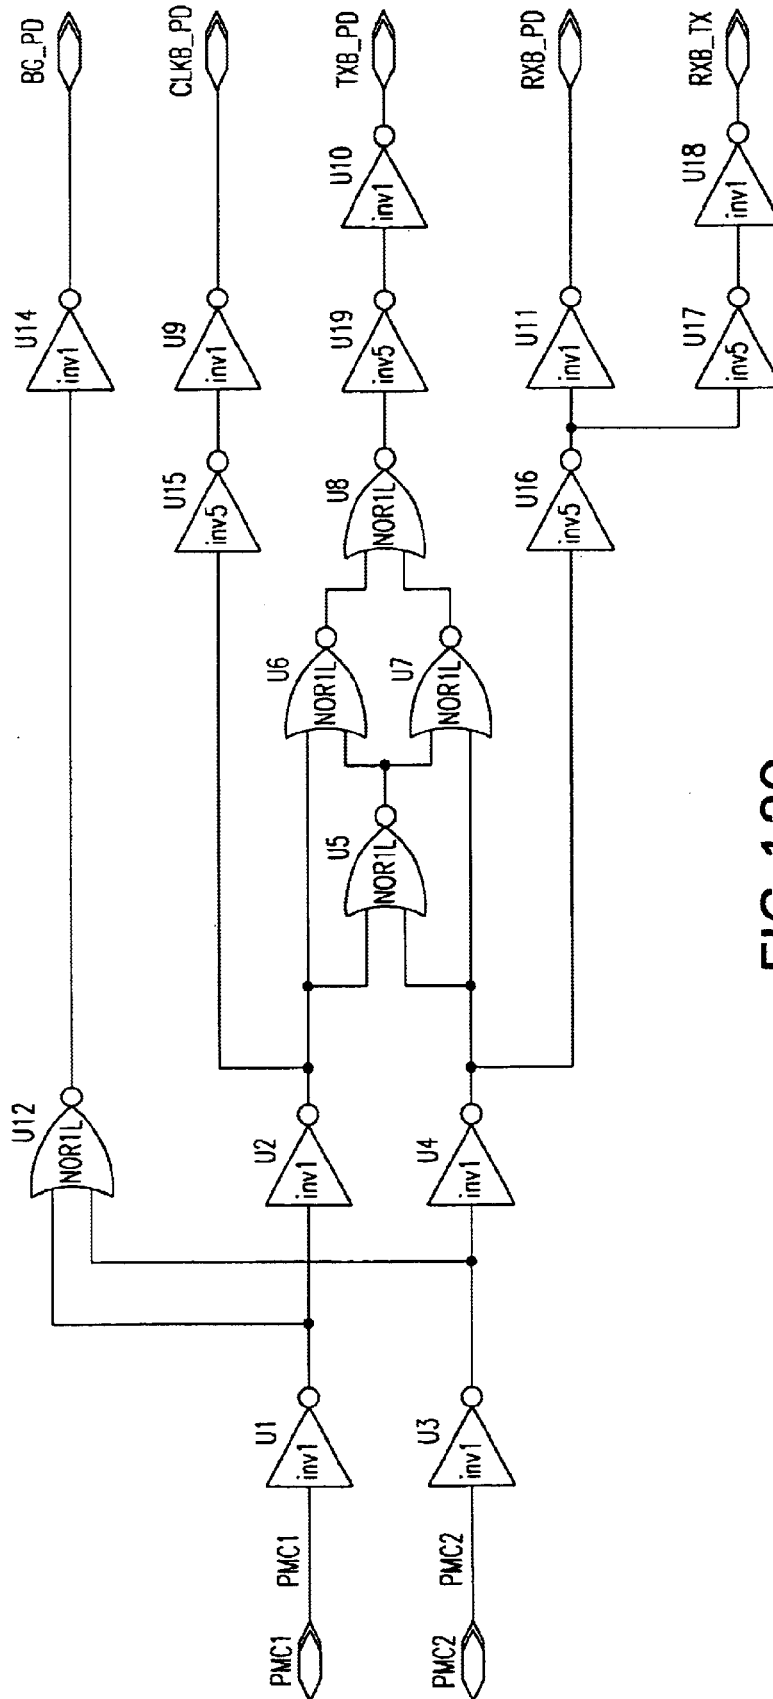 BG_PD
CLKB_PD
TXB_PD
RXB_PD
RXB_TX
U14
inv1
U9
inv1
U10
inv1
U19
inv5
U11
inv1
U18
inv1
U17
inv5
U15
inv5
U8
NOR1L
U16
inv5
U6
NOR1L
U7
NOR1L
U5
NOR1L
U12
NOR1L
U2
inv1
U4
inv1
U1
inv1
U3
inv1
PMC1
PMC2
PMC1
PMC2